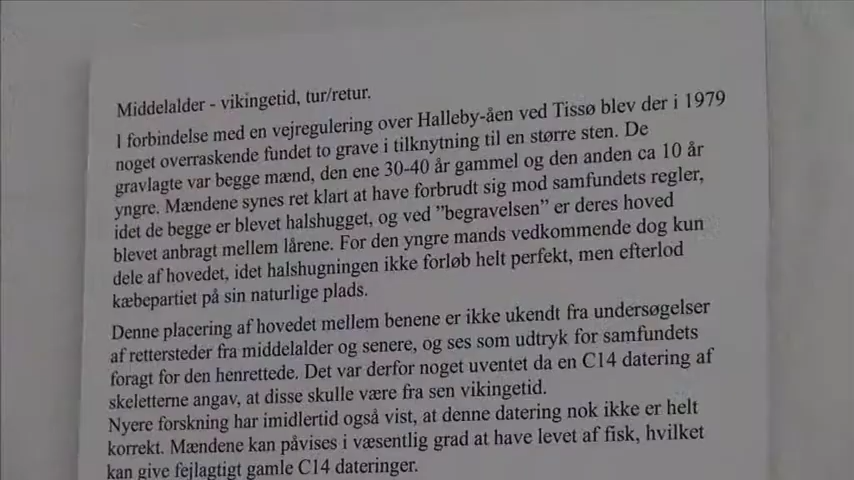 Middelalder - vikingetid, tur/retur.
I forbindelse med en vejregulering over Halleby-åen ved Tissø blev der i 1979
noget overraskende fundet to grave i tilknytning til en større sten. De
gravlagte var begge mænd, den ene 30-40 år gammel og den anden ca 10 år
yngre. Mændene synes ret klart at have forbrudt sig mod samfundets regler,
idet de begge er blevet halshugget, og ved ”begravelsen” er deres hoved
blevet anbragt mellem lårene. For den yngre mands vedkommende dog kun
dele af hovedet, idet halshugningen ikke forløb helt perfekt, men efterlod
kæbepartiet på sin naturlige plads.
Denne placering af hovedet mellem benene er ikke ukendt fra undersøgelser
af rettersteder fra middelalder og senere, og ses som udtryk for samfundets
foragt for den henrettede. Det var derfor noget uventet da en C14 datering af
skeletterne angav, at disse skulle være fra sen vikingetid.
Nyere forskning har imidlertid også vist, at denne datering nok ikke er helt
korrekt. Mændene kan påvises i væsentlig grad at have levet af fisk, hvilket
kan give fejlagtigt gamle C14 dateringer.